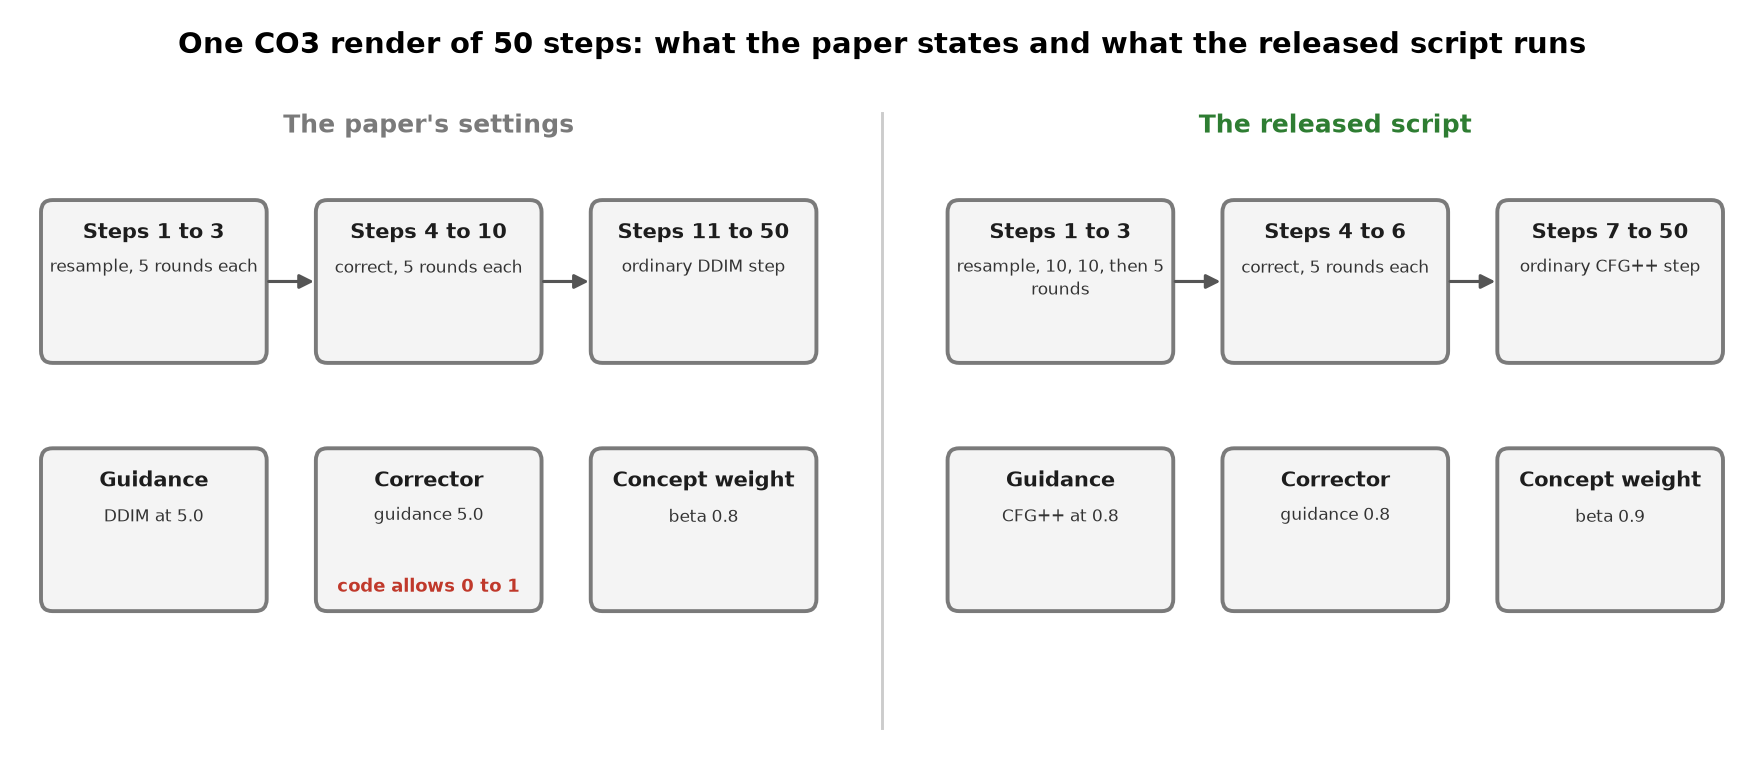 One CO3 render of 50 steps: what the paper states and what the released script runs
The paper's settings
Steps 1 to 3
resample, 5 rounds each
Steps 4 to 10
correct, 5 rounds each
Steps 11 to 50
ordinary DDIM step
Guidance
DDIM at 5.0
Corrector
guidance 5.0
code allows 0 to 1
Concept weight
beta 0.8
The released script
Steps 1 to 3
resample, 10, 10, then 5
rounds
Steps 4 to 6
correct, 5 rounds each
Steps 7 to 50
ordinary CFG++ step
Guidance
CFG++ at 0.8
Corrector
guidance 0.8
Concept weight
beta 0.9